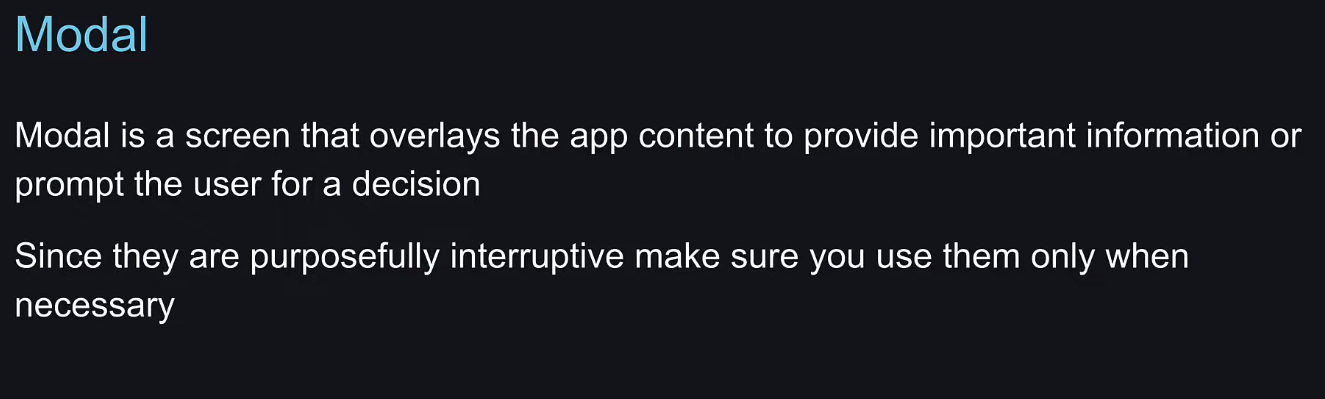 Modal
Modal is a screen that overlays the app content to provide important information or
prompt the user for a decision
Since they are purposefully interruptive make sure you use them only when
necessary